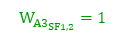 W_{A3_{SF1,2}} = 1